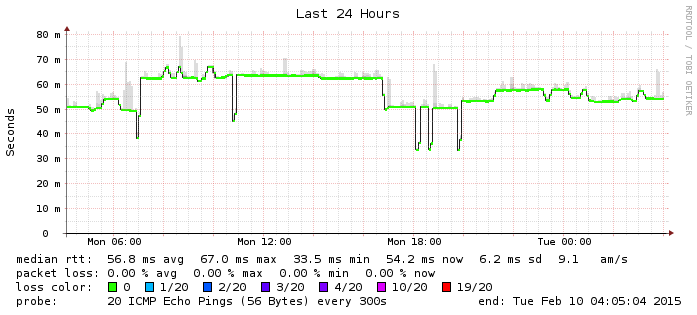 Last 24 Hours
RRDTOOL / TOBI OETIKER
Seconds
80 m
70 m
60 m
50 m
40 m
30 m
20 m
10 m
0
Mon 06:00 Mon 12:00 Mon 18:00 Tue 00:00
median rtt: 56.8 ms avg 67.0 ms max 33.5 ms min 54.2 ms now 6.2 ms sd 9.1 am/s
packet loss: 0.00 % avg 0.00 % max 0.00 % min 0.00 % now
loss color: 0 1/20 2/20 3/20 4/20 10/20 19/20
probe: 20 ICMP Echo Pings (56 Bytes) every 300s end: Tue Feb 10 04:05:04 2015